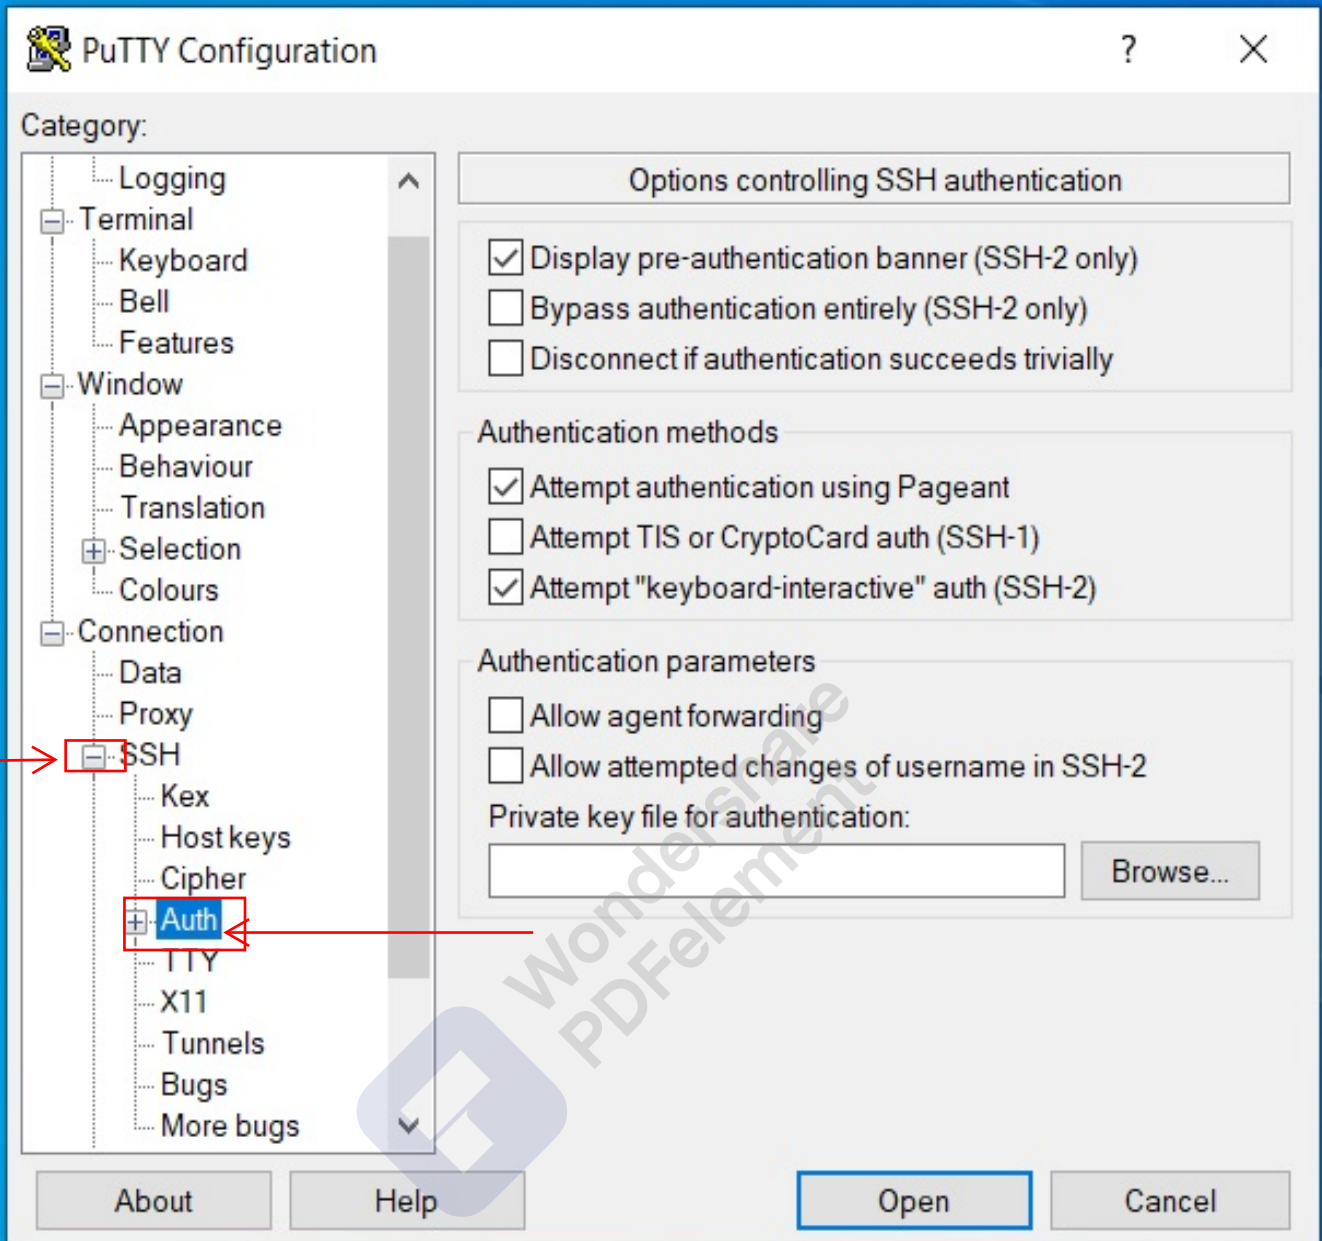 PuTTY Configuration
?
Category:
Logging
Terminal
Keyboard
Bell
Features
Window
Appearance
Behaviour
Translation
Selection
Colours
Connection
Data
Proxy
SSH
Kex
Host keys
Cipher
Auth
TTY
X11
Tunnels
Bugs
More bugs
Options controlling SSH authentication
Display pre-authentication banner (SSH-2 only)
Bypass authentication entirely (SSH-2 only)
Disconnect if authentication succeeds trivially
Authentication methods
Attempt authentication using Pageant
Attempt TIS or CryptoCard auth (SSH-1)
Attempt "keyboard-interactive" auth (SSH-2)
Authentication parameters
Allow agent forwarding
Allow attempted changes of username in SSH-2
Private key file for authentication:
Browse...
Wondershare
PDFelement
About
Help
Open
Cancel